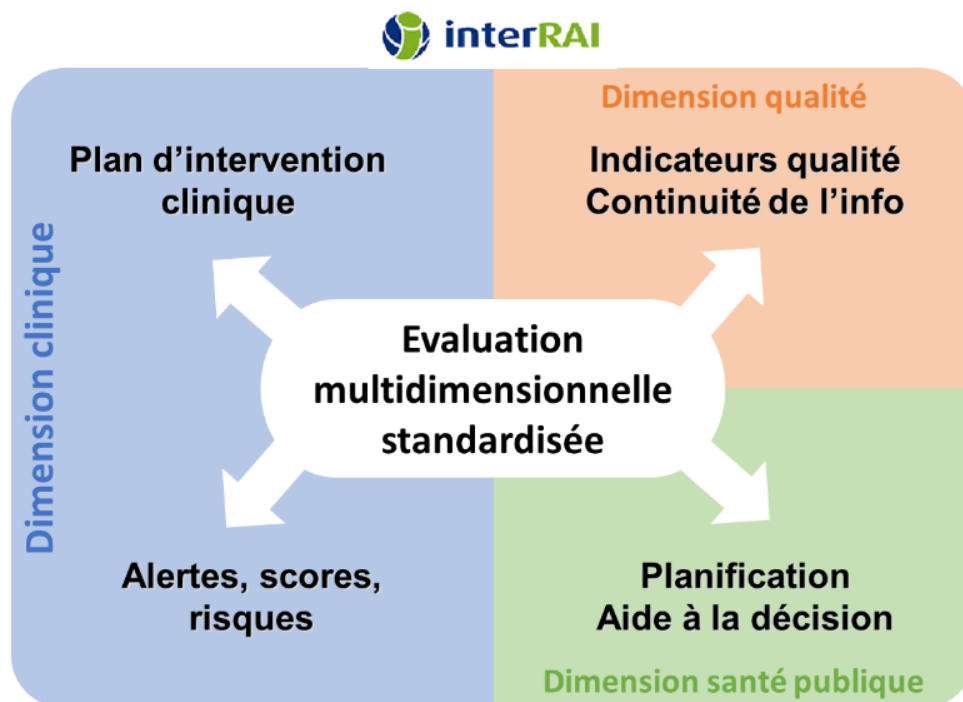 interRAI
Dimension qualité
Plan d'intervention
clinique
Indicateurs qualité
Continuité de l'info
Dimension clinique
Evaluation
multidimensionnelle
standardisée
Alertes, scores,
risques
Planification
Aide à la décision
Dimension santé publique